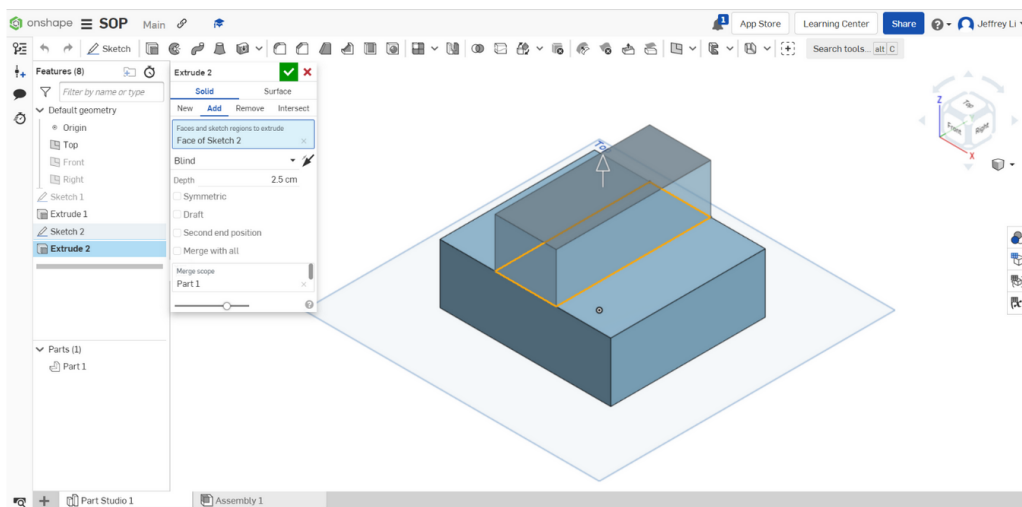 onshape SOP Main 1 App Store Learning Center Share Jeffrey Li
Sketch Search tools... alt C
Features (8)
Filter by name or type
Default geometry
Origin
Top
Front
Right
Sketch 1
Extrude 1
Sketch 2
Extrude 2
Parts (1)
Part 1
Extrude 2
Solid Surface
New Add Remove Intersect
Faces and sketch regions to extrude
Face of Sketch 2
Blind
Depth 2.5 cm
Symmetric
Draft
Second end position
Merge with all
Merge scope
Part 1
Z
Top
Front Right
X
Part Studio 1 Assembly 1